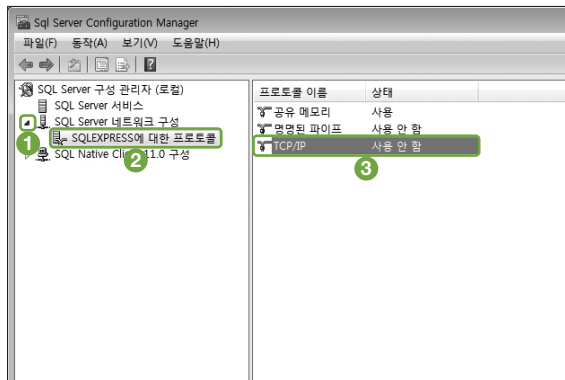 Sql Server Configuration Manager
파일(F) 동작(A) 보기(V) 도움말(H)
SQL Server 구성 관리자 (로컬)
SQL Server 서비스
SQL Server 네트워크 구성
SQLEXPRESS에 대한 프로토콜
SQL Native Client 11.0 구성
1
2
프로토콜 이름 상태
공유 메모리 사용
명명된 파이프 사용 안 함
TCP/IP 사용 안 함
3